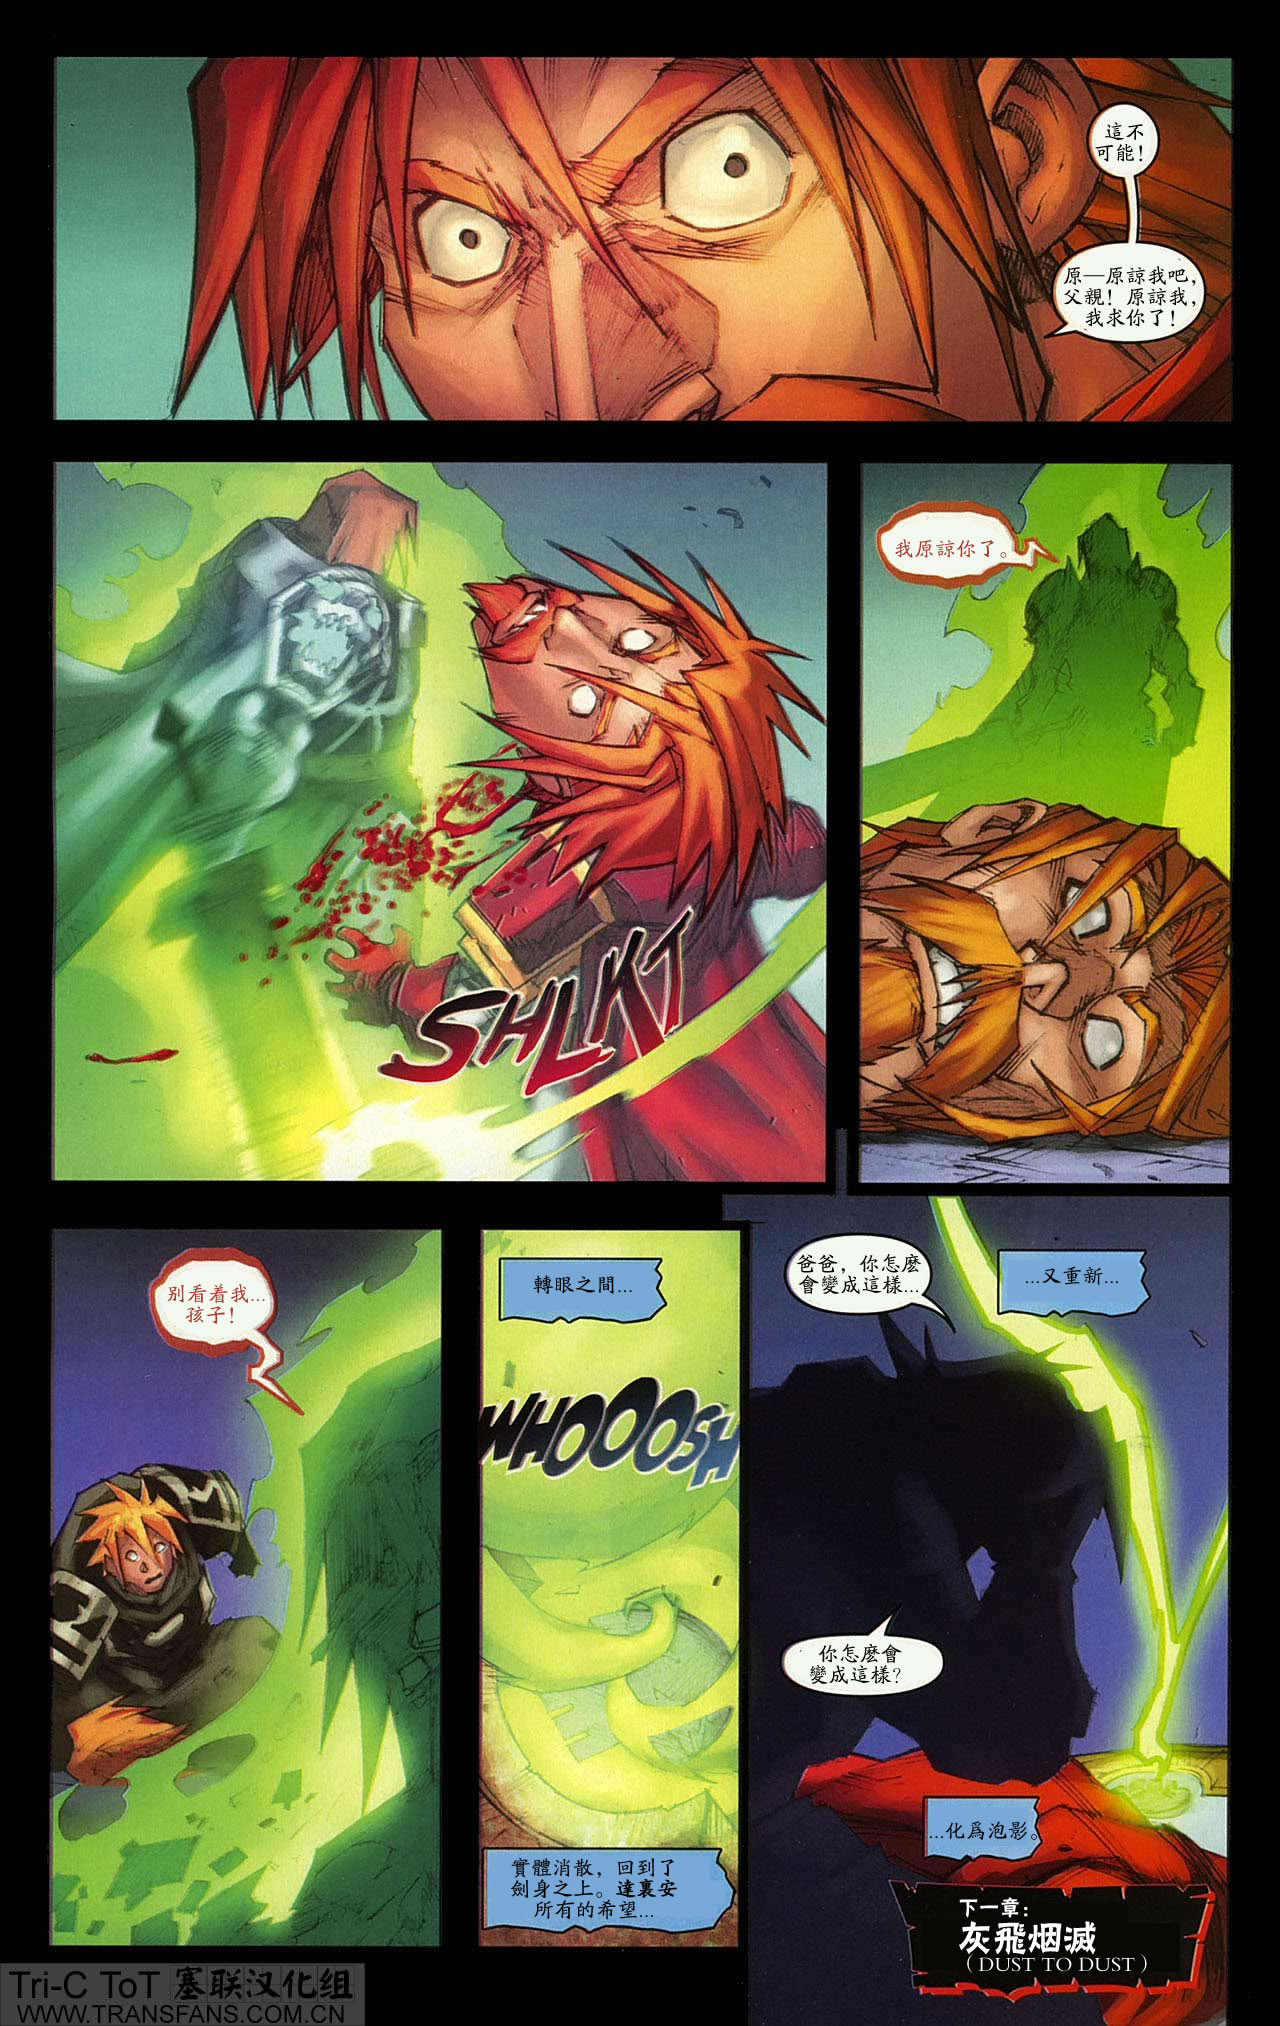 這不
可能！
原—原諒我吧，
父親！原諒我，
我求你了！
SHLKT
我原諒你了。
别看着我…
孩子！
轉眼之間…
WHOOOSH
實體消散，回到了
劍身之上。達裏安
所有的希望…
爸爸，你怎麽
會變成這樣…
…又重新…
你怎麽會
變成這樣？
…化爲泡影。
下一章：
灰飛烟滅
（DUST TO DUST）
Tri-C ToT 塞联汉化组
WWW.TRANSFANS.COM.CN